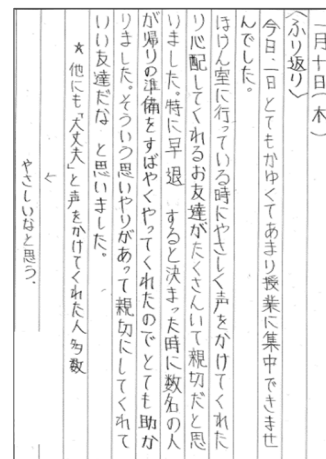 一月十日(木)
〈ふり返り〉
今日、一日とてもかゆくてあまり授業に集中できませ
んでした。
ほけん室に行っている時にやさしく声をかけてくれた
り心配してくれるお友達がたくさんいて親切だと思
いました。特に早退すると決まった時に数名の人
が帰りの準備をすばやくやってくれたのでとても助か
りました。そういう思いやりがあって親切にしてくれて
いい友達だな と思いました。
★他にも「大丈夫」と声をかけてくれた人多数
←
やさしいなと思う.